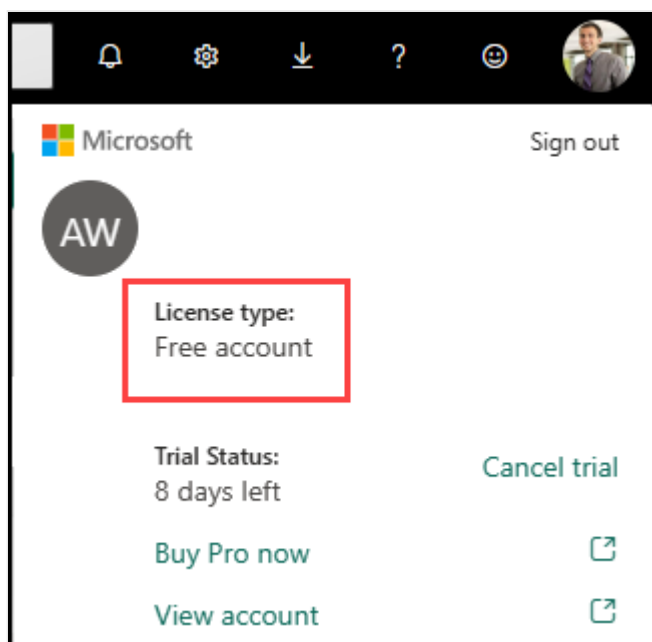 ?
Microsoft
Sign out
AW
License type:
Free account
Trial Status:
8 days left
Cancel trial
Buy Pro now
View account